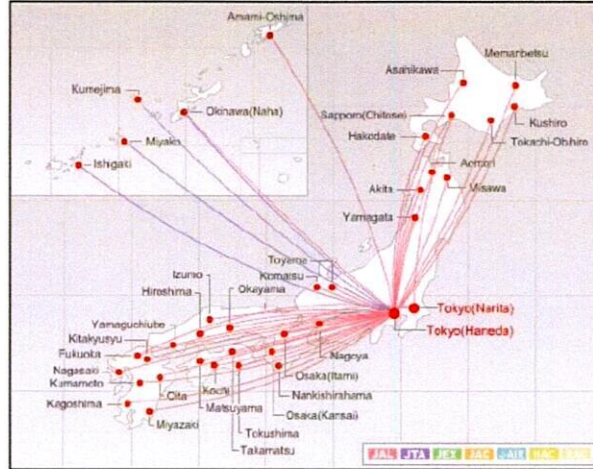 Amami-Oshima
Memanbetsu
Asahikawa
Kumejima
Okinawa(Naha)
Sapporo(Chitose)
Kushiro
Hakodate
Tokachi-Obihiro
Miyako
Aomori
Ishigaki
Akita
Misawa
Yamagata
Toyama
Komatsu
Izumo
Okayama
Hiroshima
Tokyo(Narita)
Yamaguchiube
Tokyo(Haneda)
Kitakyusyu
Fukuoka
Nagoya
Nagasaki
Osaka(Itami)
Kumamoto
Oita
Kochi
Nankishirahama
Kagoshima
Matsuyama
Osaka(Kansai)
Miyazaki
Tokushima
Takamatsu
JAL JTA JEX JAC J-AIR HAC RAC